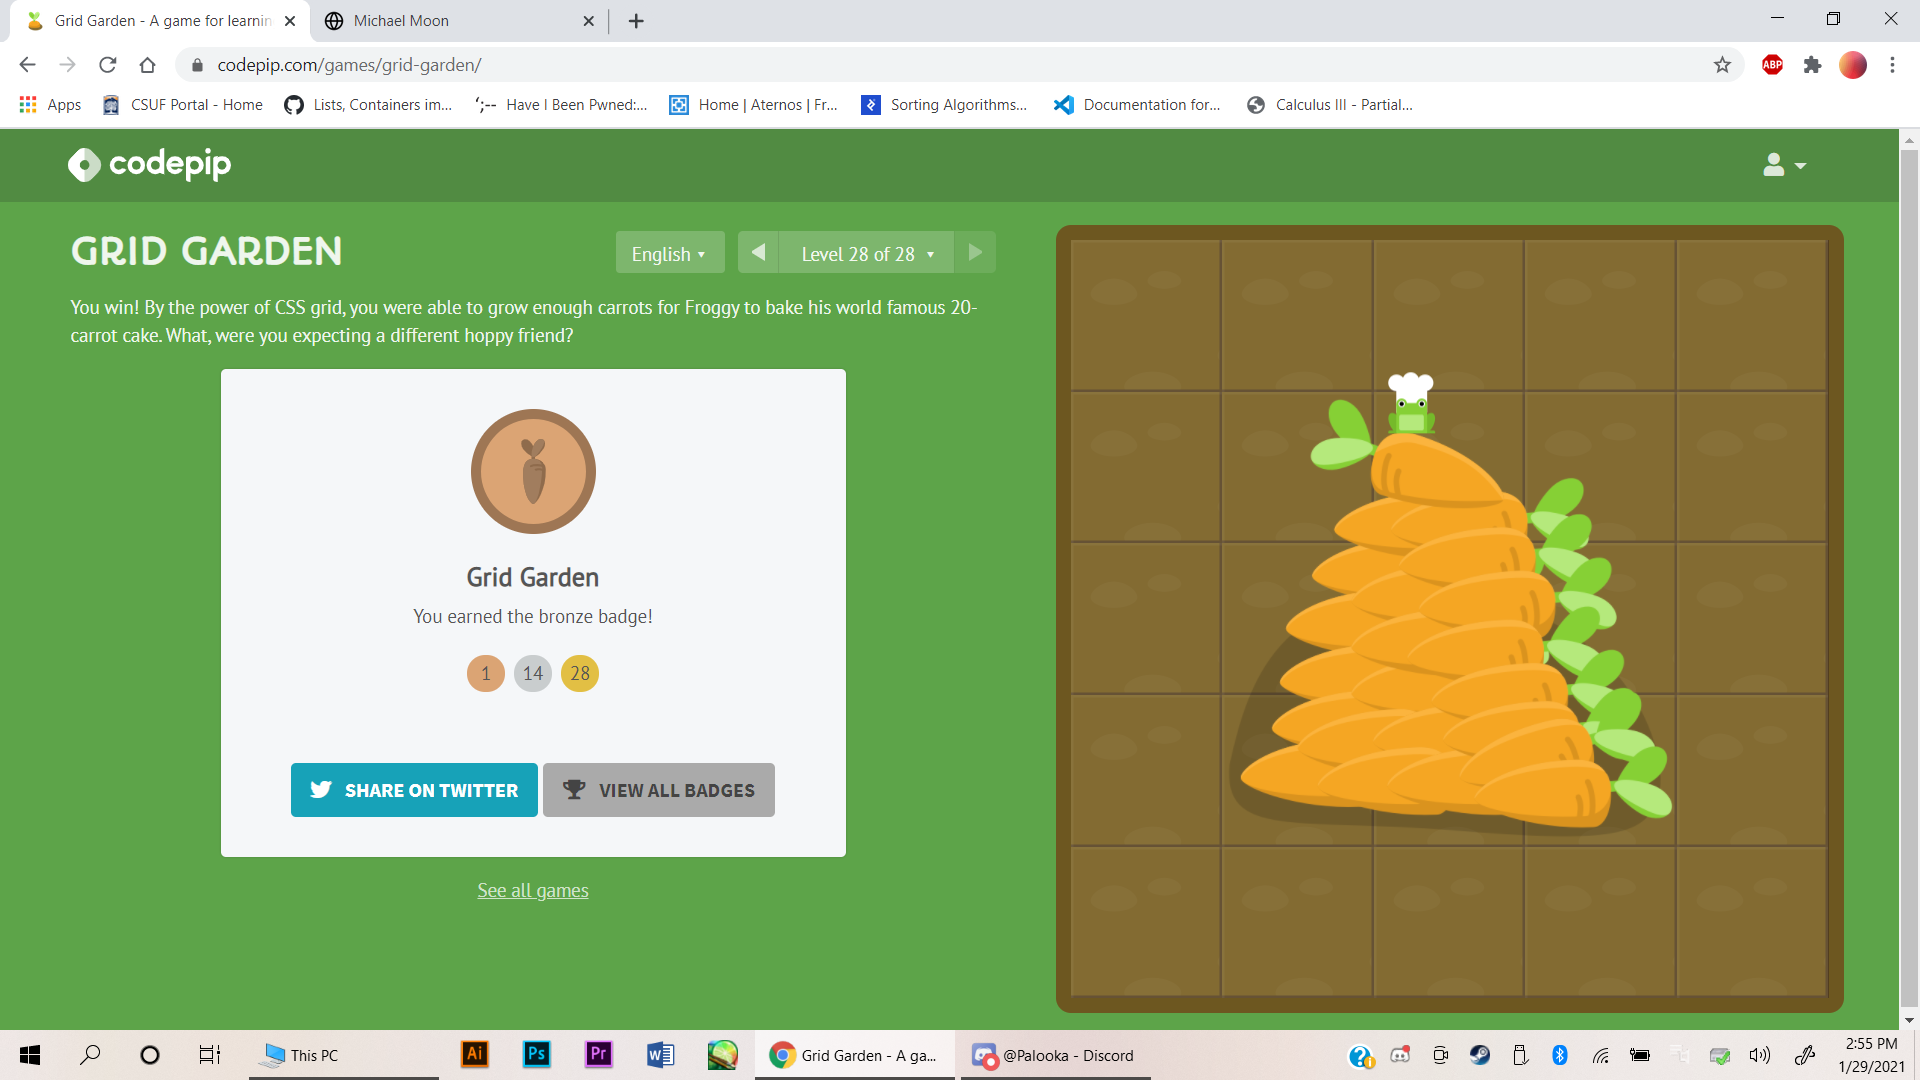 Grid Garden - A game for learnin
Michael Moon
codepip.com/games/grid-garden/
ABP
Apps
CSUF Portal - Home
Lists, Containers im...
Have I Been Pwned:...
Home | Aternos | Fr...
Sorting Algorithms...
Documentation for...
Calculus III - Partial...
codepip
GRID GARDEN
English
Level 28 of 28
You win! By the power of CSS grid, you were able to grow enough carrots for Froggy to bake his world famous 20-
carrot cake. What, were you expecting a different hoppy friend?
Grid Garden
You earned the bronze badge!
1 14 28
SHARE ON TWITTER
VIEW ALL BADGES
See all games
This PC
Ai
Ps
Pr
W
Grid Garden - A ga...
@Palooka - Discord
2:55 PM
1/29/2021